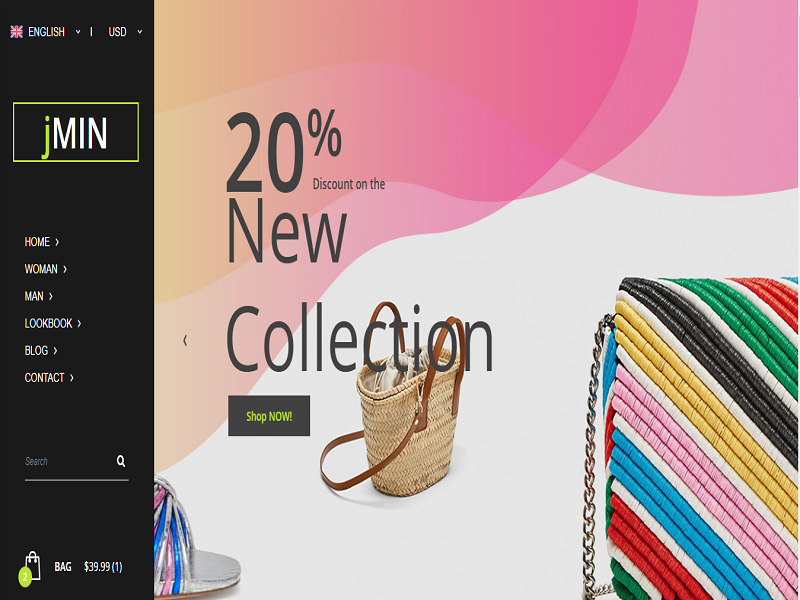 ENGLISH | USD
jMIN
HOME
WOMAN
MAN
LOOKBOOK
BLOG
CONTACT
Search
2
BAG $39.99 (1)
20%
Discount on the
New
Collection
Shop NOW!